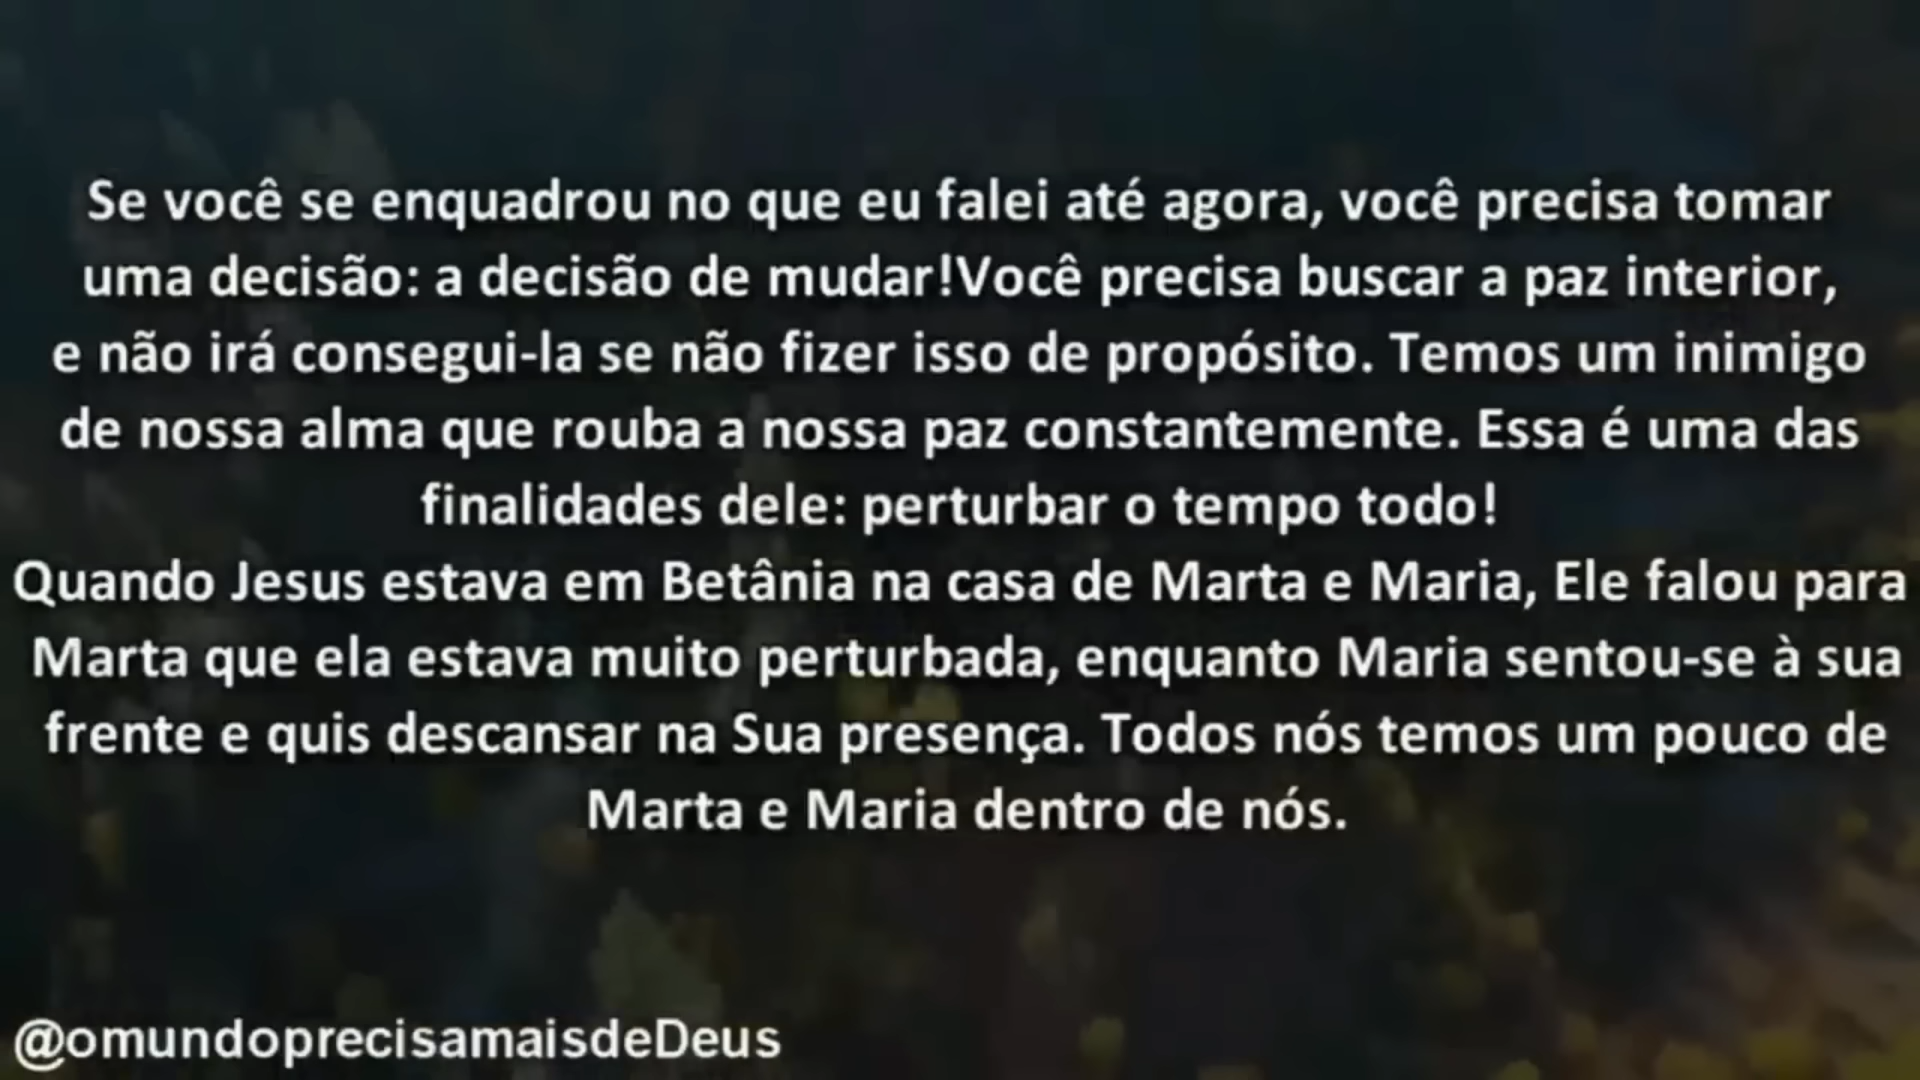 Se você se enquadrou no que eu falei até agora, você precisa tomar
uma decisão: a decisão de mudar!Você precisa buscar a paz interior,
e não irá consegui-la se não fizer isso de propósito. Temos um inimigo
de nossa alma que rouba a nossa paz constantemente. Essa é uma das
finalidades dele: perturbar o tempo todo!
Quando Jesus estava em Betânia na casa de Marta e Maria, Ele falou para
Marta que ela estava muito perturbada, enquanto Maria sentou-se à sua
frente e quis descansar na Sua presença. Todos nós temos um pouco de
Marta e Maria dentro de nós.
@omundoprecisamaisdeDeus